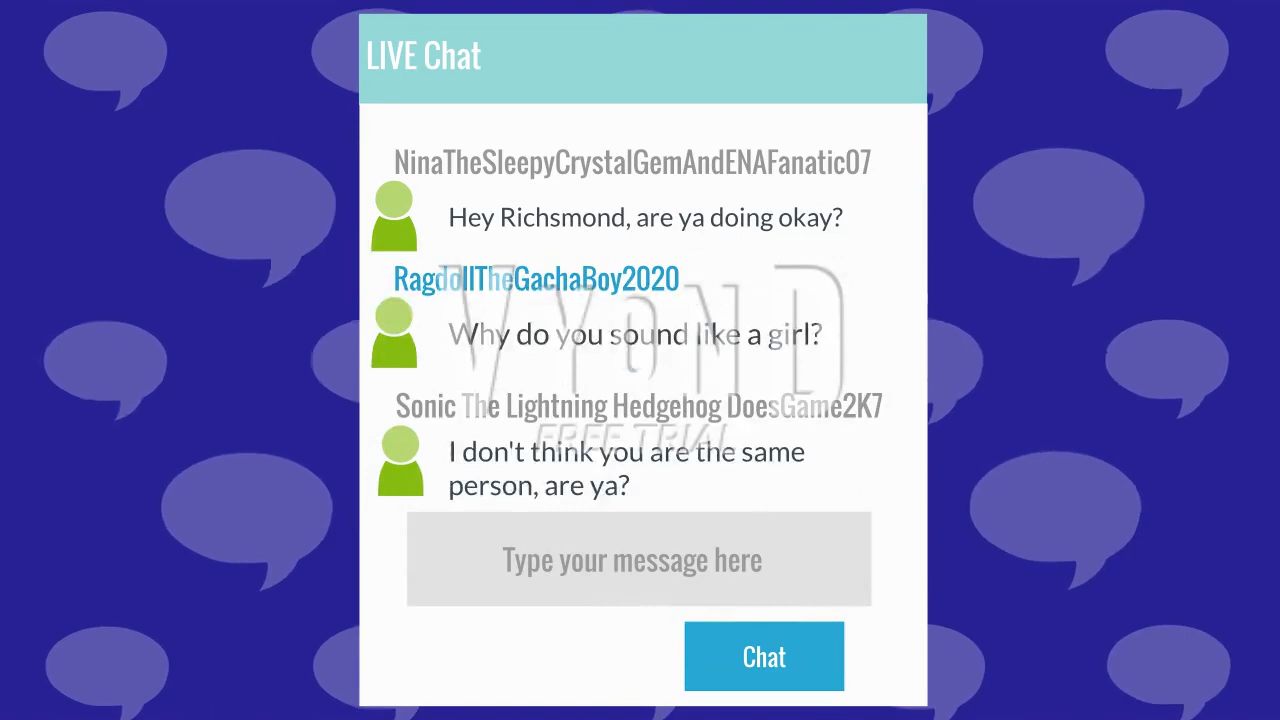 LIVE Chat
NinaTheSleepyCrystalGemAndENAFanatic07
Hey Richsmond, are ya doing okay?
RagdollTheGachaBoy2020
Why do you sound like a girl?
VYOND
FREE TRIAL
Sonic The Lightning Hedgehog DoesGame2K7
I don't think you are the same
person, are ya?
Type your message here
Chat